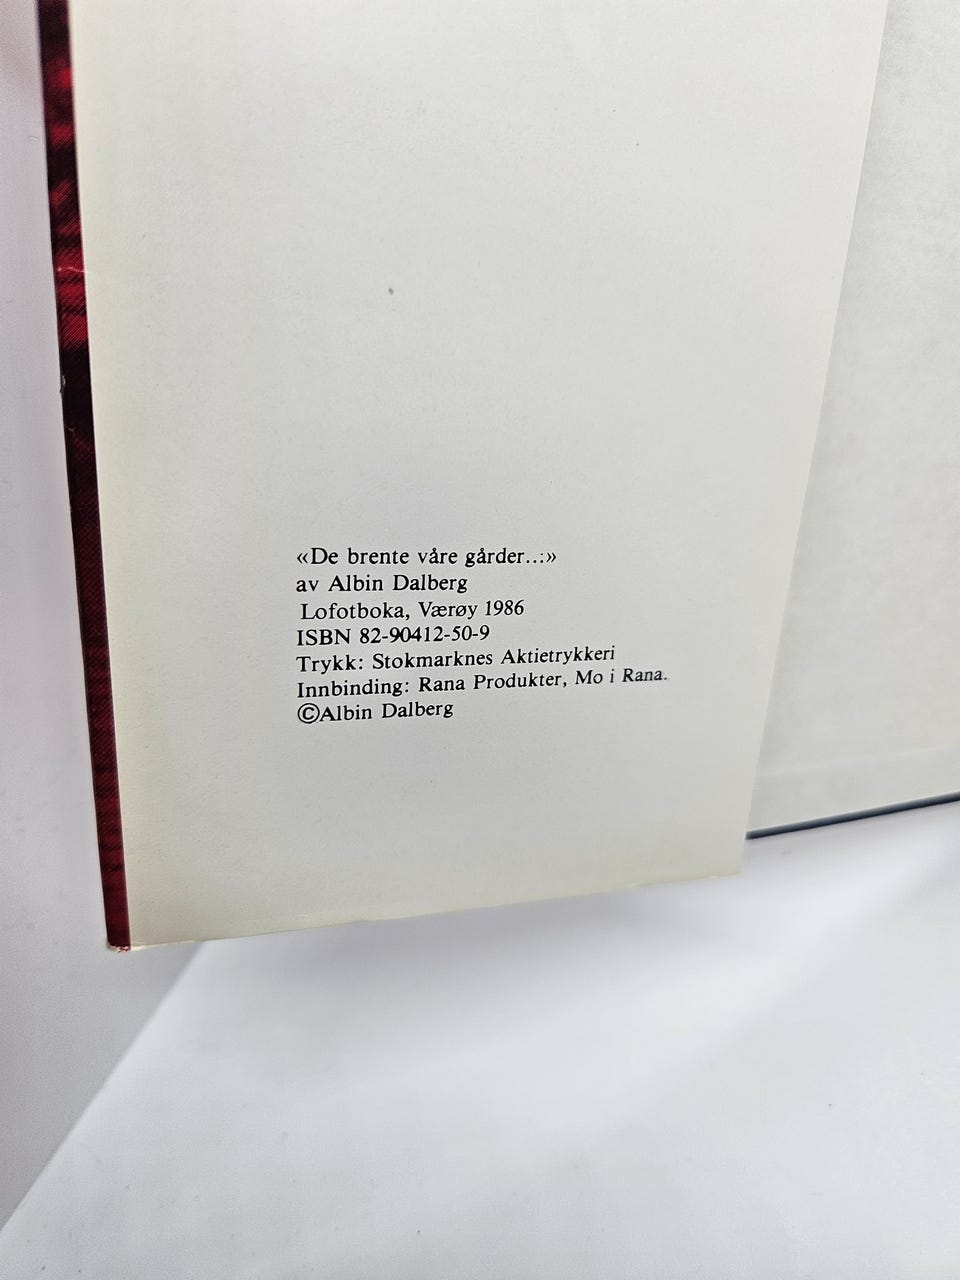 «De brente våre gårder..:»
av Albin Dalberg
Lofotboka, Værøy 1986
ISBN 82-90412-50-9
Trykk: Stokmarknes Aktietrykkeri
Innbinding: Rana Produkter, Mo i Rana.
©Albin Dalberg